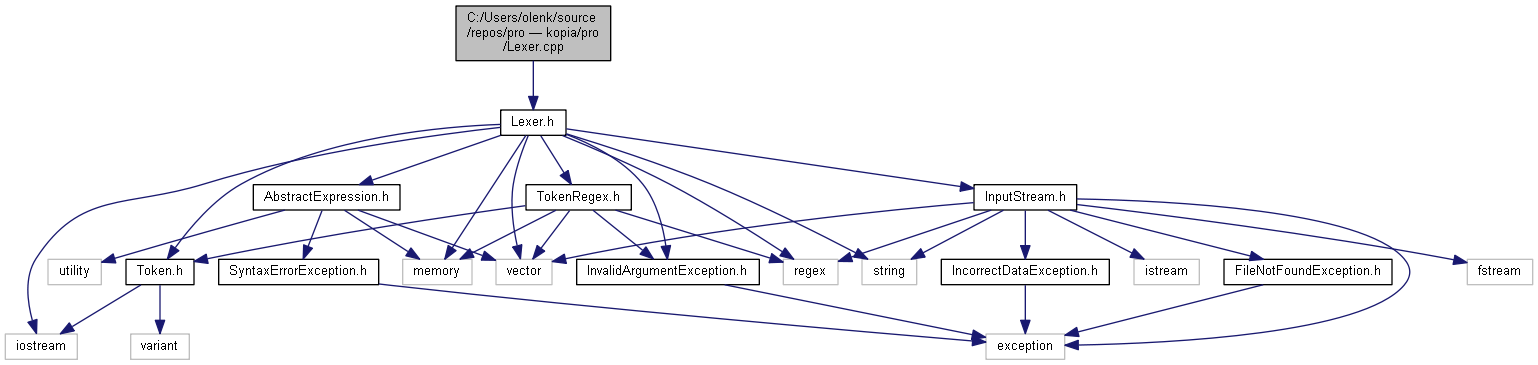 C:/Users/olenk/source
/repos/pro — kopia/pro
/Lexer.cpp
Lexer.h
AbstractExpression.h
TokenRegex.h
InputStream.h
utility
Token.h
SyntaxErrorException.h
memory
vector
InvalidArgumentException.h
regex
string
IncorrectDataException.h
istream
FileNotFoundException.h
fstream
iostream
variant
exception